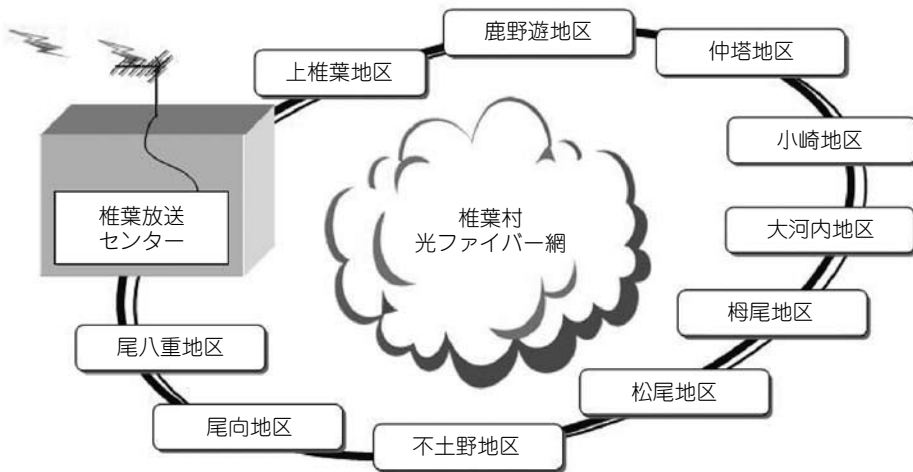 鹿野遊地区
仲塔地区
上椎葉地区
小崎地区
椎葉放送
センター
椎葉村
光ファイバー網
大河内地区
栂尾地区
尾八重地区
松尾地区
尾向地区
不土野地区